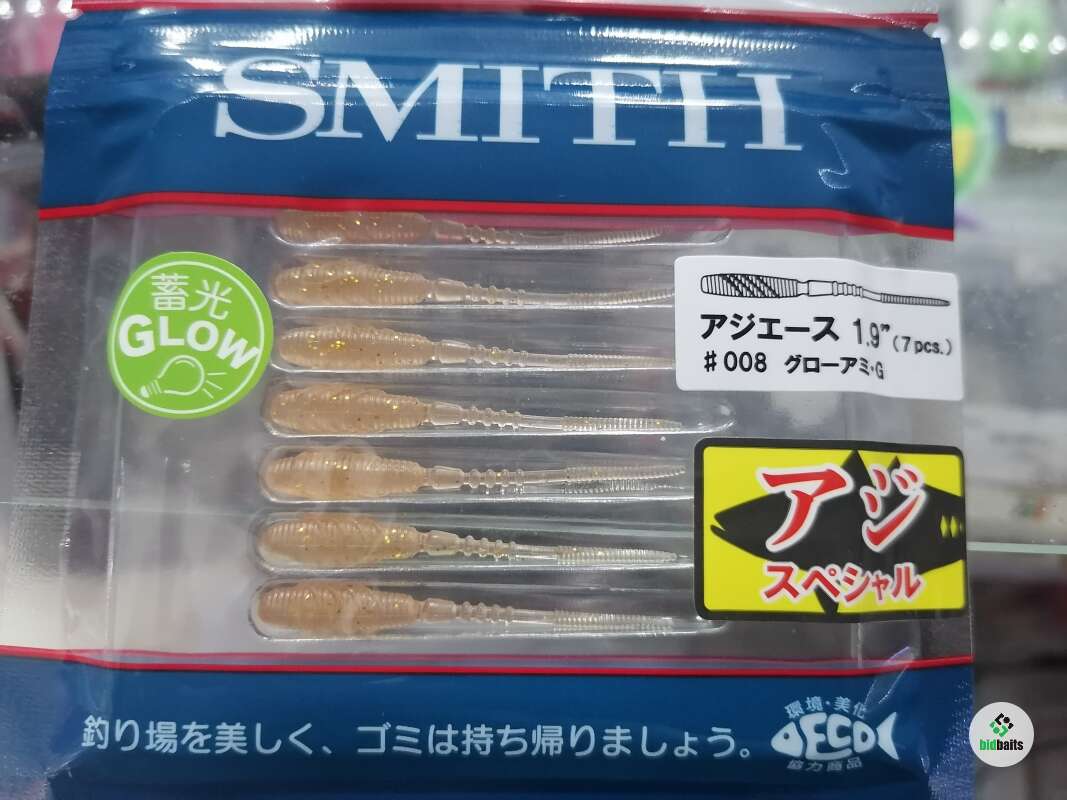 SMITH
蓄光
GLOW
アジエース 1.9” (7pcs.)
#008 グローアミ・G
アジ
スペシャル
釣り場を美しく、ゴミは持ち帰りましょう。
環境・美化
ECO
協力商品
bidbaits